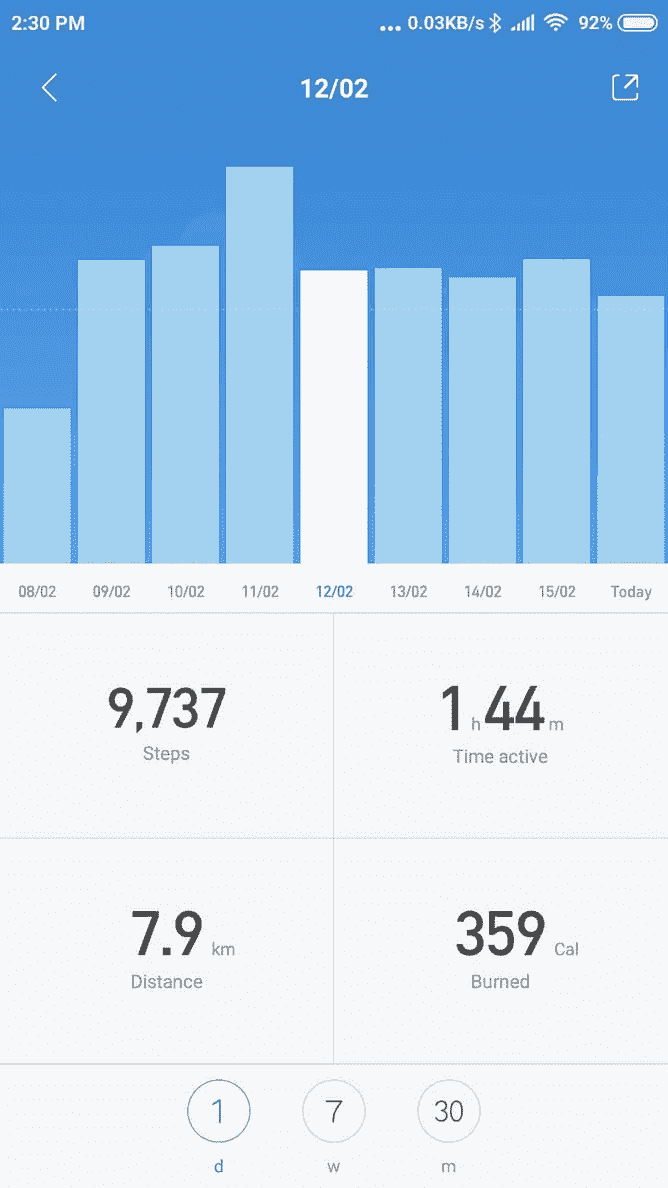 2:30 PM ... 0.03KB/s 92%
12/02
08/02 09/02 10/02 11/02 12/02 13/02 14/02 15/02 Today
9,737
Steps
1 h 44 m
Time active
7.9 km
Distance
359 Cal
Burned
1 7 30
d w m